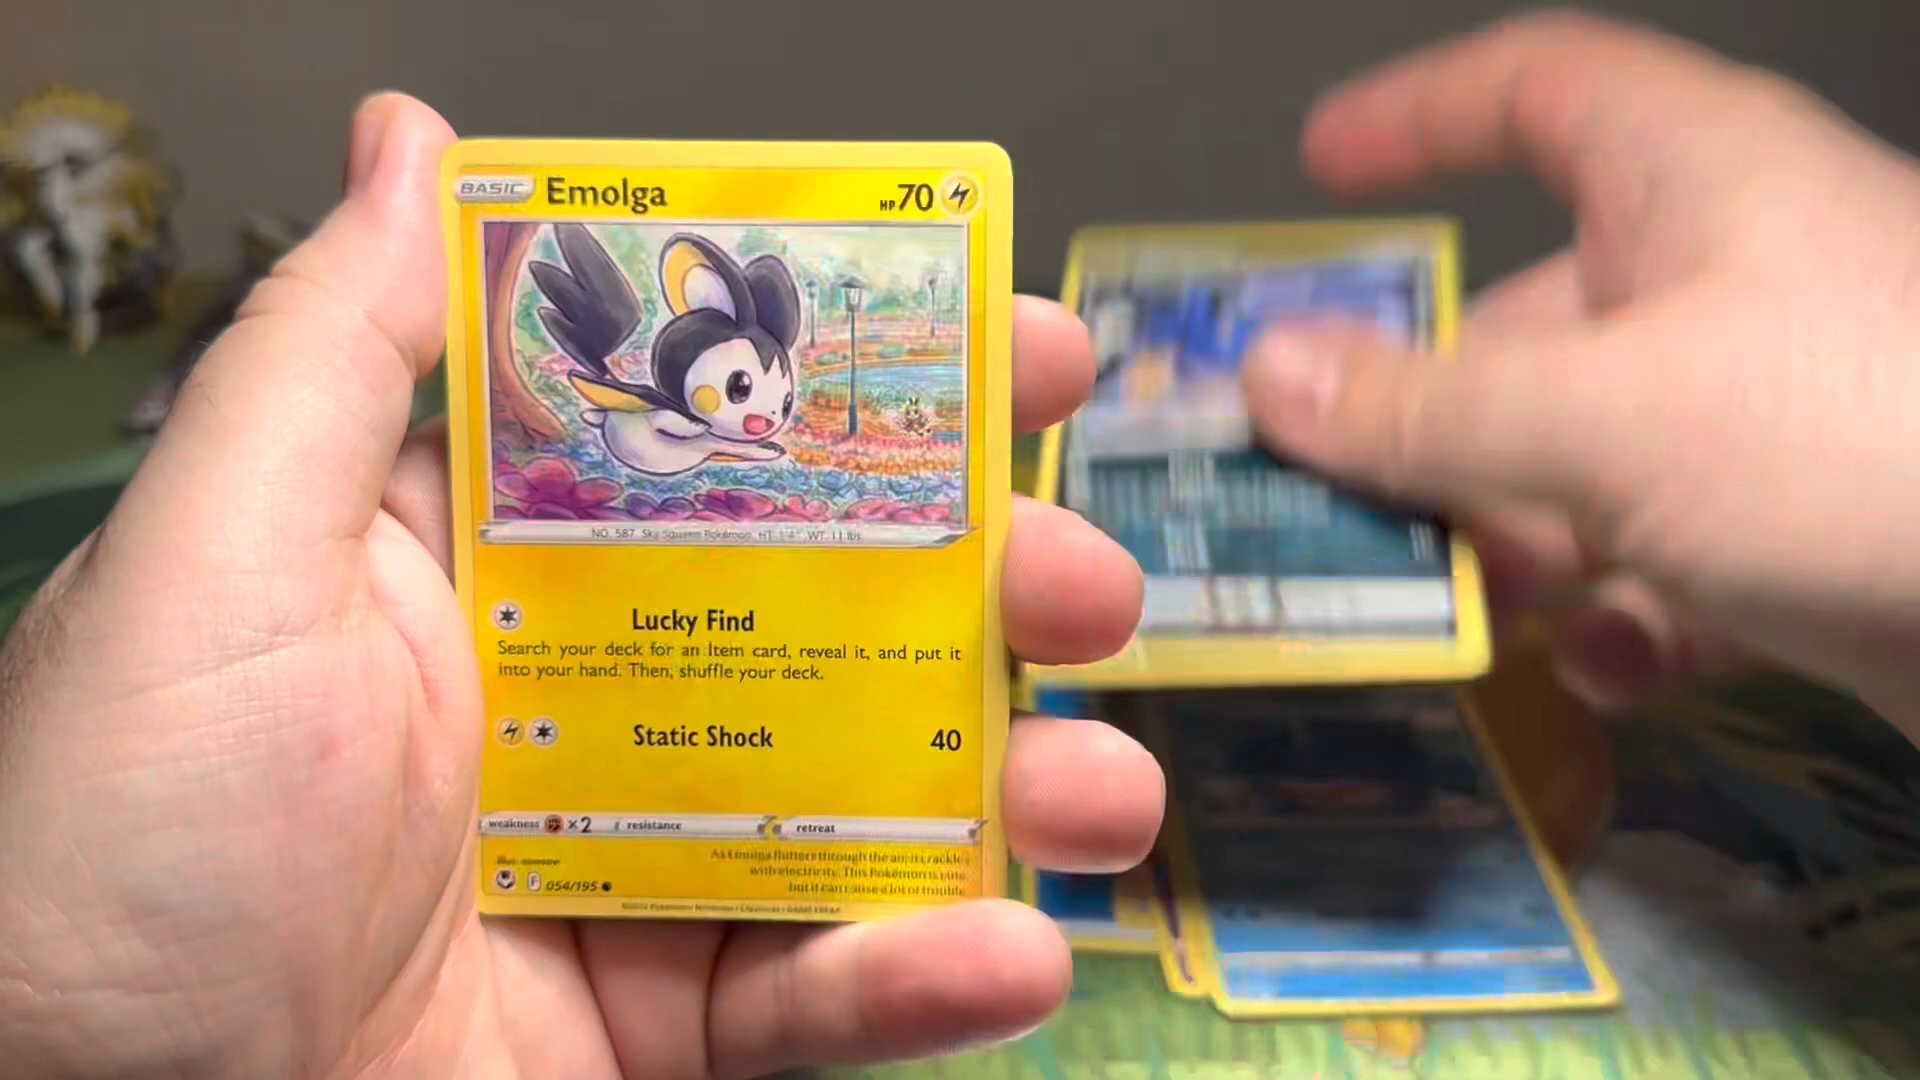 BASIC Emolga HP 70
NO. 587 Sky Squirrel Pokémon HT: 1'4" WT: 11 lbs.
Lucky Find
Search your deck for an Item card, reveal it, and put it
into your hand. Then, shuffle your deck.
Static Shock 40
weakness ×2 resistance retreat
As Emolga flutters through the air, it crackles
with electricity. This Pokémon is cute,
but it can cause a lot of trouble.
F 054/195